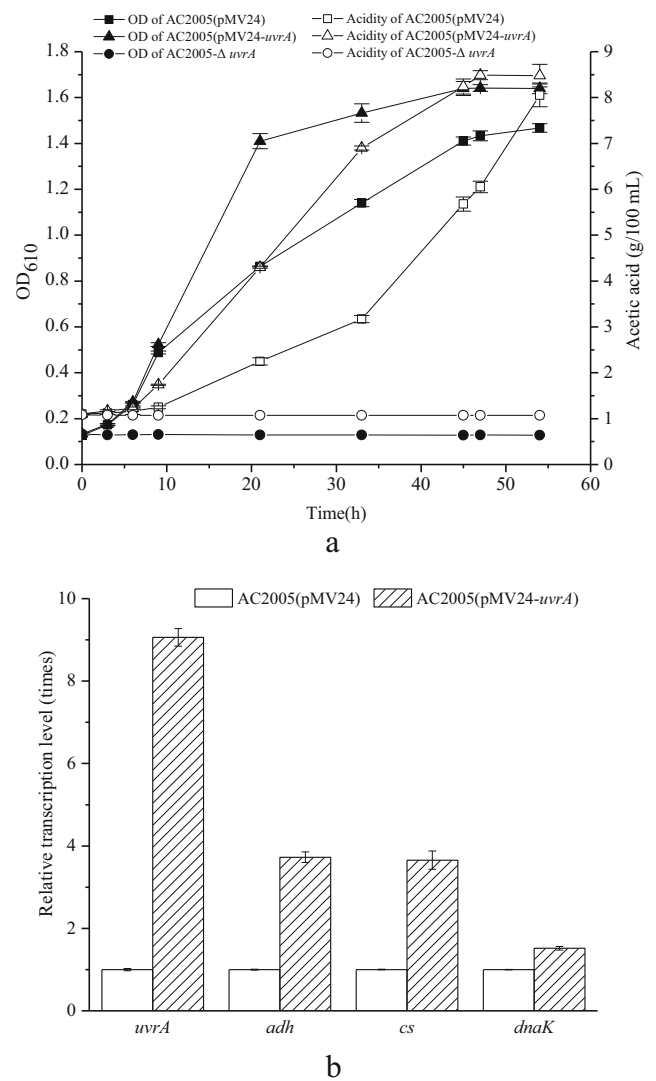 OD of AC2005(pMV24) Acidity of AC2005(pMV24)
OD of AC2005(pMV24-uvrA) Acidity of AC2005(pMV24-uvrA)
OD of AC2005-Δ uvrA Acidity of AC2005-Δ uvrA
1.8
1.6
1.4
1.2
1.0
0.8
0.6
0.4
0.2
0.0
OD610
9
8
7
6
5
4
3
2
1
0
Acetic acid (g/100 mL)
0 10 20 30 40 50 60
Time(h)
a
AC2005(pMV24) AC2005(pMV24-uvrA)
10
8
6
4
2
0
Relative transcription level (times)
uvrA adh cs dnaK
b